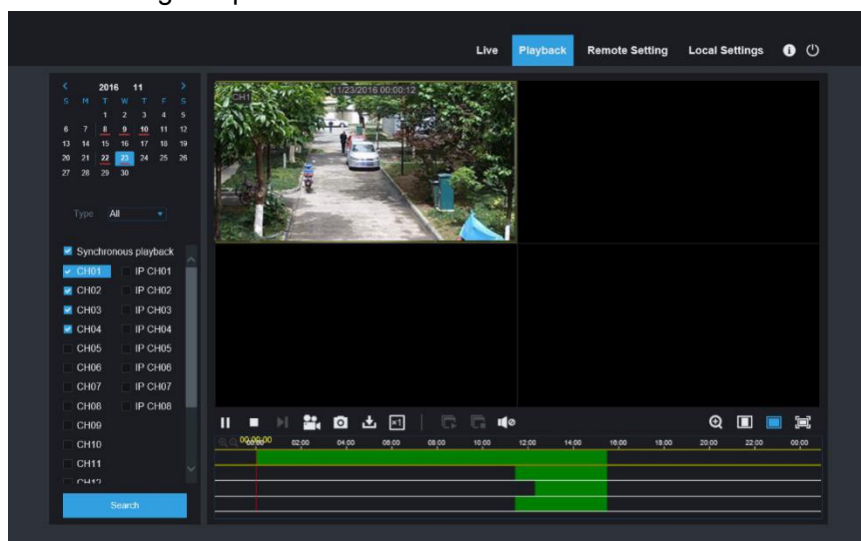 Live Playback Remote Setting Local Settings
2016 11
S M T W T F S
1 2 3 4 5
6 7 8 9 10 11 12
13 14 15 16 17 18 19
20 21 22 23 24 25 26
27 28 29 30
Type All
Synchronous playback
CH01 IP CH01
CH02 IP CH02
CH03 IP CH03
CH04 IP CH04
CH05 IP CH05
CH06 IP CH06
CH07 IP CH07
CH08 IP CH08
CH09
CH10
CH11
CH12
Search
CH1 11/23/2016 00:00:12
×1
00:00:00
00:00 02:00 04:00 06:00 08:00 10:00 12:00 14:00 16:00 18:00 20:00 22:00 00:00